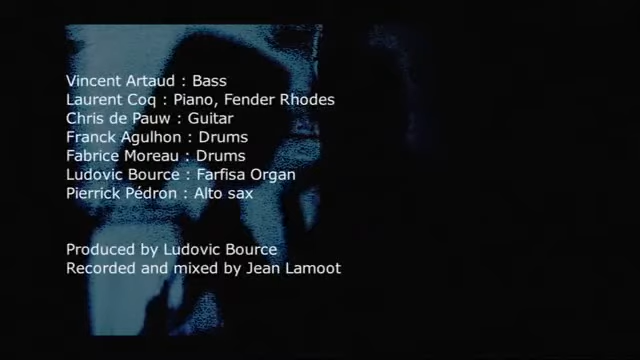 Vincent Artaud : Bass
Laurent Coq : Piano, Fender Rhodes
Chris de Pauw : Guitar
Franck Agulhon : Drums
Fabrice Moreau : Drums
Ludovic Bource : Farfisa Organ
Pierrick Pédron : Alto sax
Produced by Ludovic Bource
Recorded and mixed by Jean Lamoot